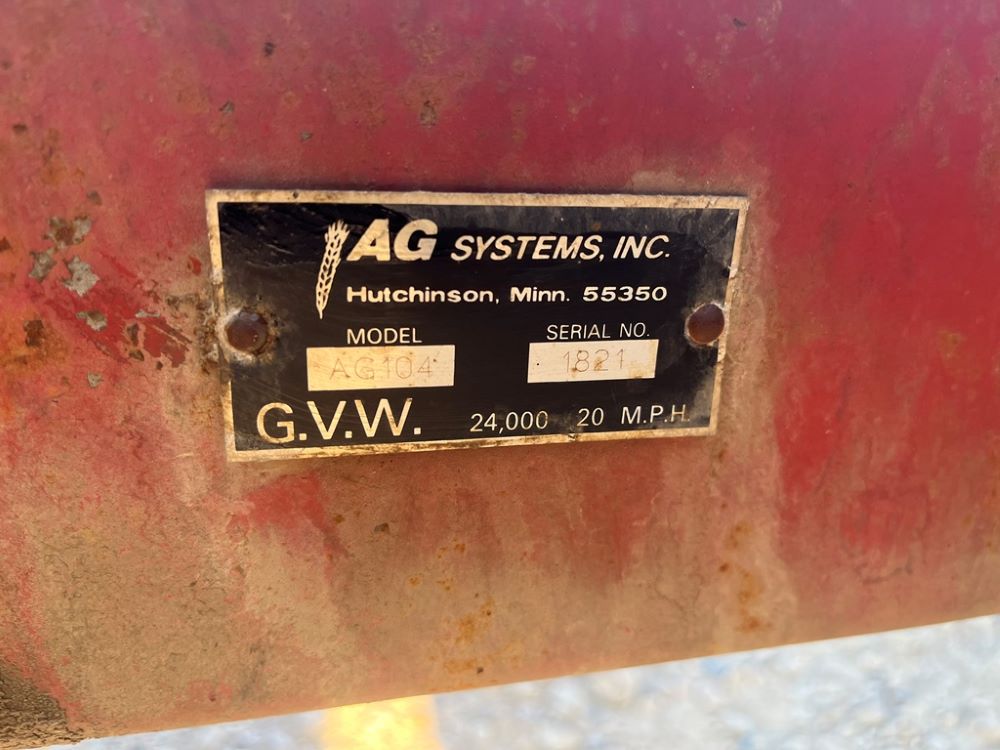 AG SYSTEMS, INC.
Hutchinson, Minn. 55350
MODEL SERIAL NO.
AG104 1821
G.V.W. 24,000 20 M.P.H.